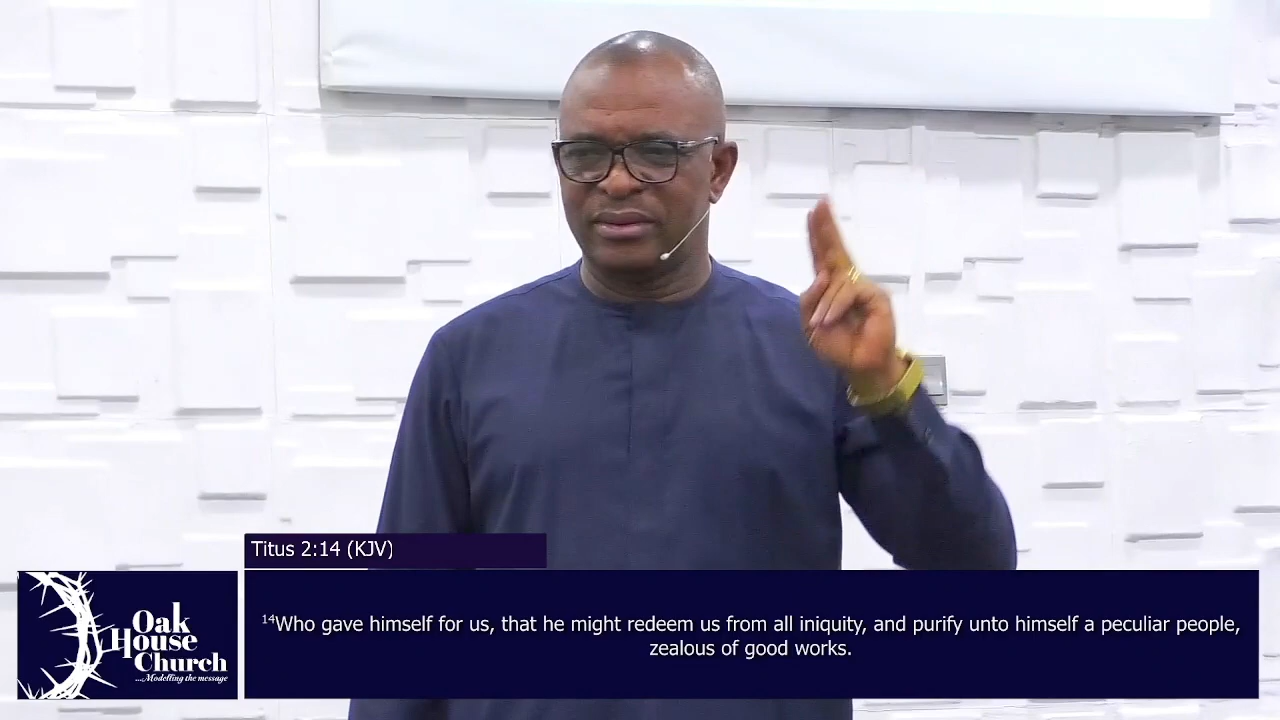 Titus 2:14 (KJV)
¹⁴Who gave himself for us, that he might redeem us from all iniquity, and purify unto himself a peculiar people,
zealous of good works.
Oak
House
Church
...Modelling the message